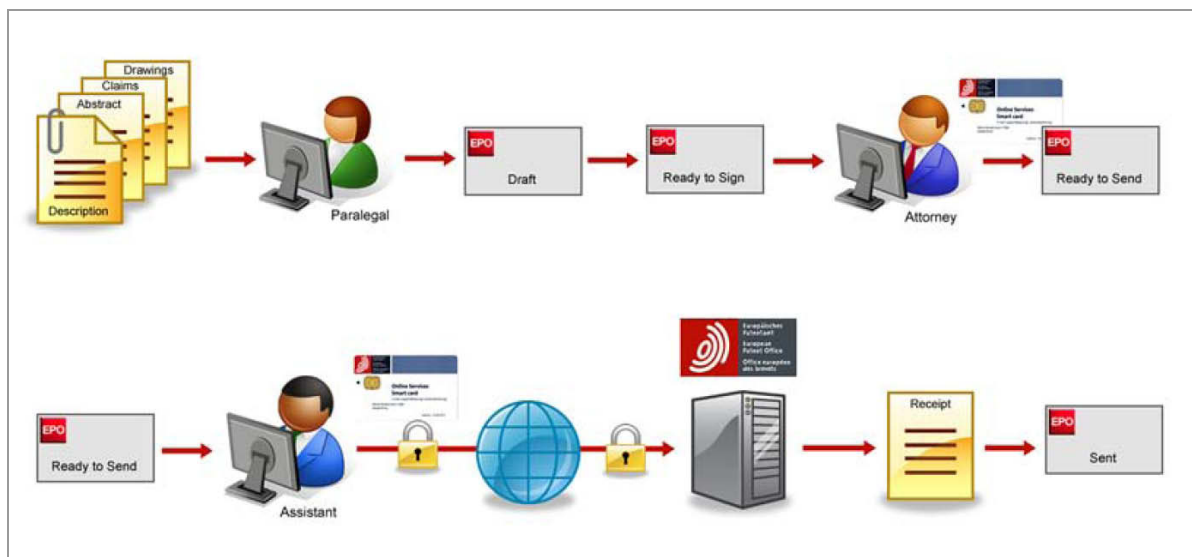 Drawings
Claims
Abstract
Description
Paralegal
EPO
Draft
EPO
Ready to Sign
Attorney
Online Services
Smart card
EPO
Ready to Send
EPO
Ready to Send
Assistant
Online Services
Smart card
Europäisches
Patentamt
European
Patent Office
Office européen
des brevets
Receipt
EPO
Sent